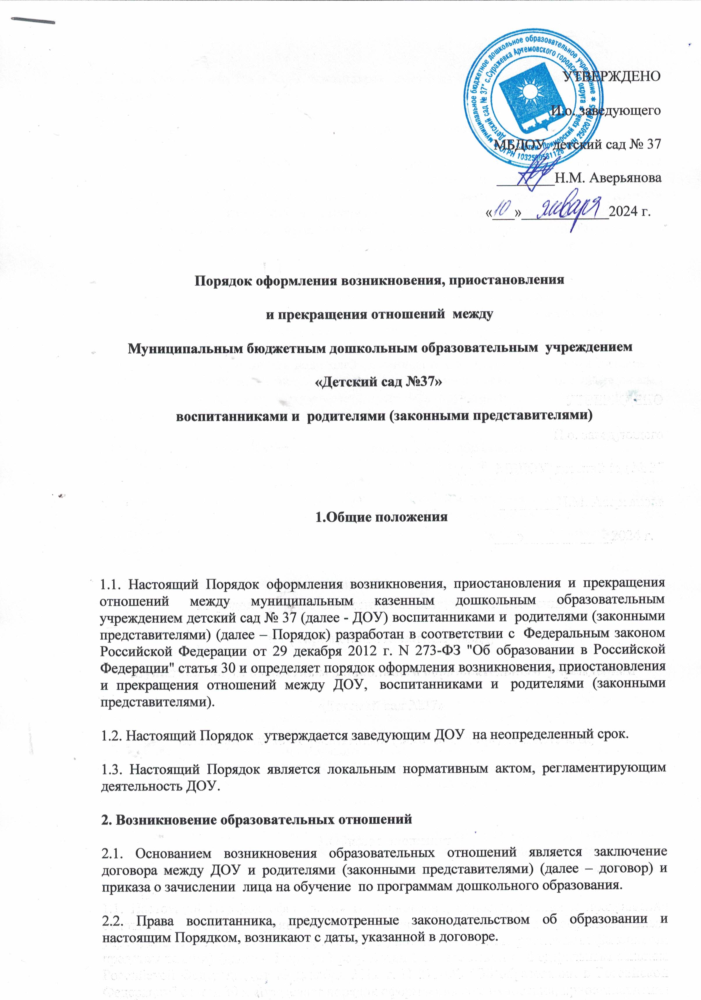 муниципальное бюджетное дошкольное образовательное учреждение
"Детский сад № 37" с.Суражевка Артемовского городского округа
г.Артем Приморский край
ОГРН 1032500531128 ИНН
УТВЕРЖДЕНО
И.о. заведующего
МБДОУ детский сад № 37
________Н.М. Аверьянова
«10» января 2024 г.
Порядок оформления возникновения, приостановления
и прекращения отношений между
Муниципальным бюджетным дошкольным образовательным учреждением
«Детский сад №37»
воспитанниками и родителями (законными представителями)
1.Общие положения
1.1. Настоящий Порядок оформления возникновения, приостановления и прекращения
отношений между муниципальным казенным дошкольным образовательным
учреждением детский сад № 37 (далее - ДОУ) воспитанниками и родителями (законными
представителями) (далее – Порядок) разработан в соответствии с Федеральным законом
Российской Федерации от 29 декабря 2012 г. N 273-ФЗ "Об образовании в Российской
Федерации" статья 30 и определяет порядок оформления возникновения, приостановления
и прекращения отношений между ДОУ, воспитанниками и родителями (законными
представителями).
1.2. Настоящий Порядок утверждается заведующим ДОУ на неопределенный срок.
1.3. Настоящий Порядок является локальным нормативным актом, регламентирующим
деятельность ДОУ.
2. Возникновение образовательных отношений
2.1. Основанием возникновения образовательных отношений является заключение
договора между ДОУ и родителями (законными представителями) (далее – договор) и
приказа о зачислении лица на обучение по программам дошкольного образования.
2.2. Права воспитанника, предусмотренные законодательством об образовании и
настоящим Порядком, возникают с даты, указанной в договоре.